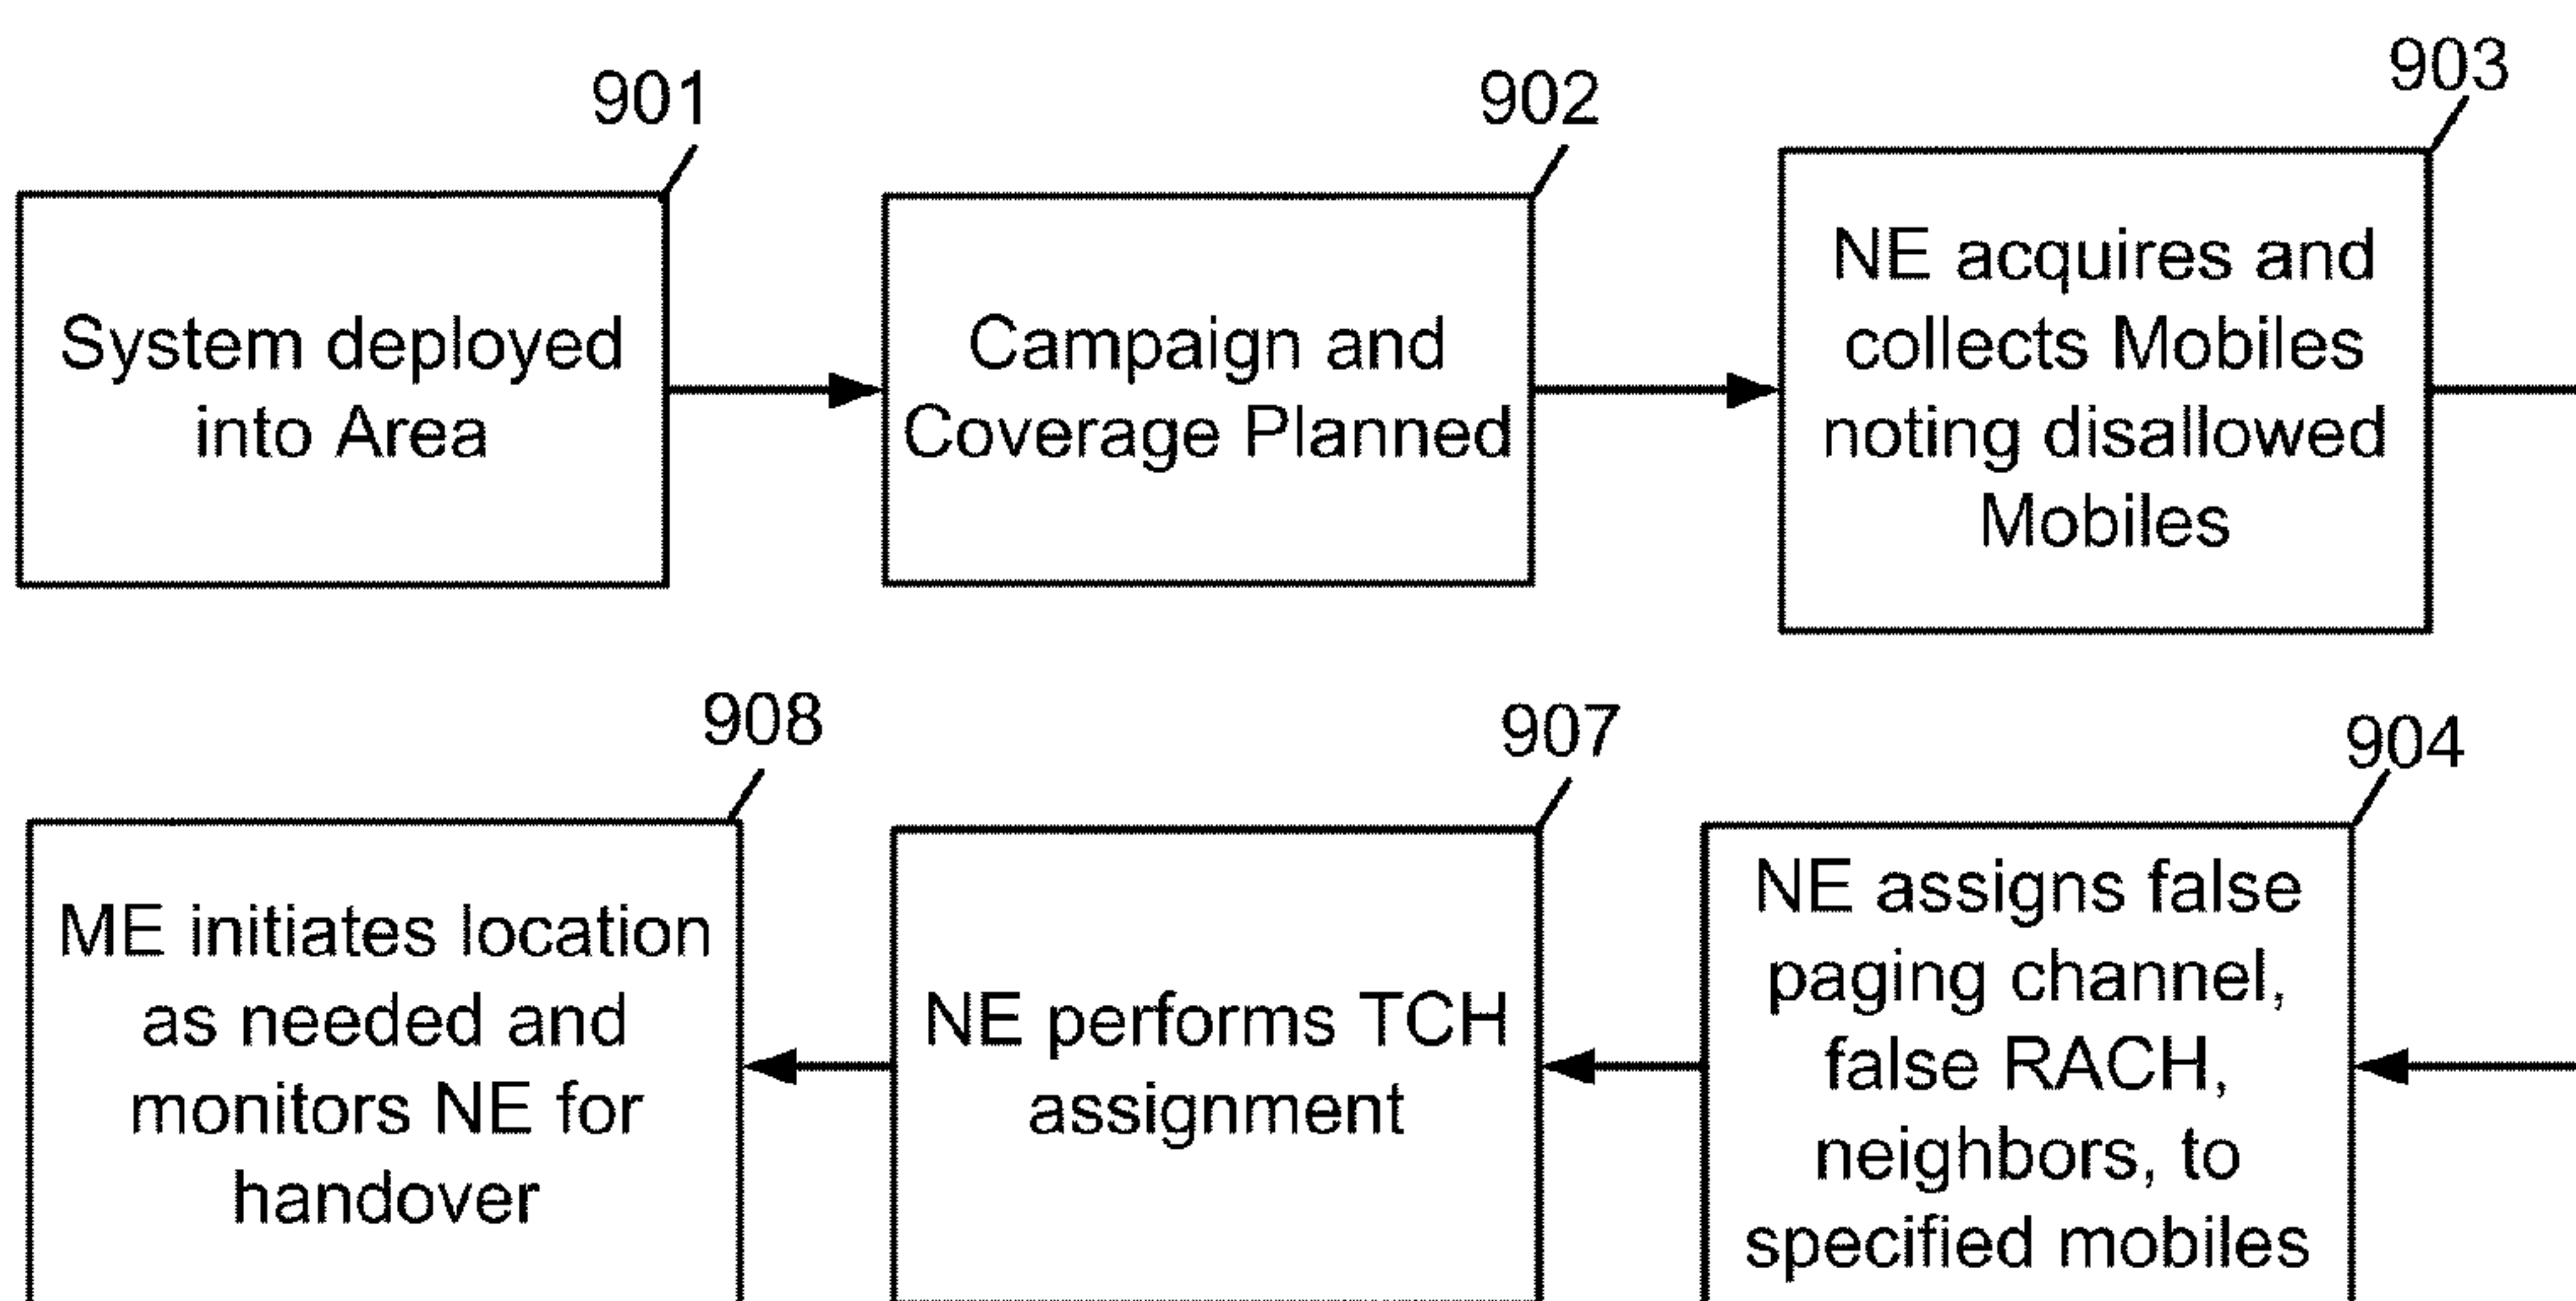 901
System deployed
into Area
902
Campaign and
Coverage Planned
903
NE acquires and
collects Mobiles
noting disallowed
Mobiles
908
ME initiates location
as needed and
monitors NE for
handover
907
NE performs TCH
assignment
904
NE assigns false
paging channel,
false RACH,
neighbors, to
specified mobiles